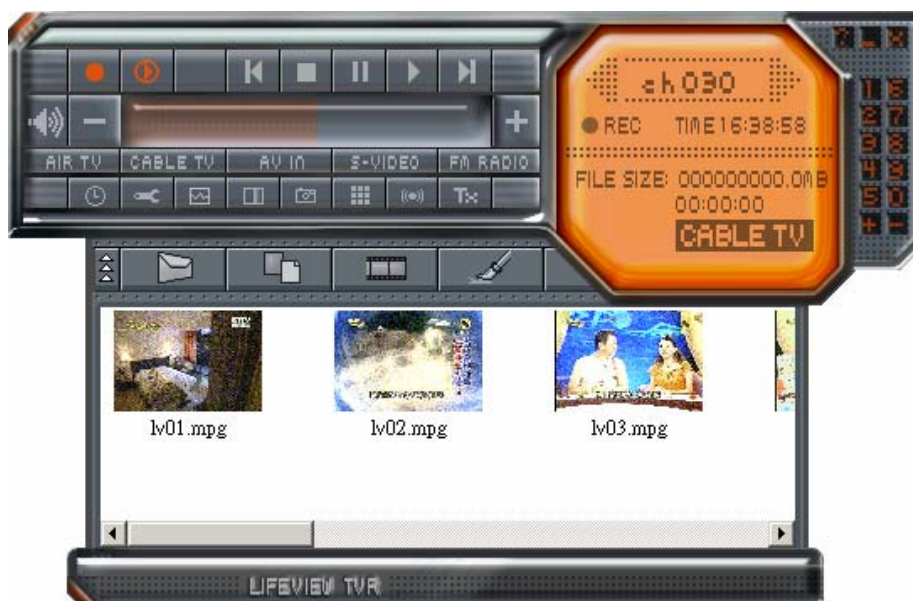 ? _ X
ch030
● REC TIME 16:38:58
FILE SIZE: 000000000.0MB
00:00:00
CABLE TV
1 6
2 7
3 8
4 9
5 0
+ -
- +
AIR TV CABLE TV AV IN S-VIDEO FM RADIO
Tx
lv01.mpg lv02.mpg lv03.mpg
LIFEVIEW TVR